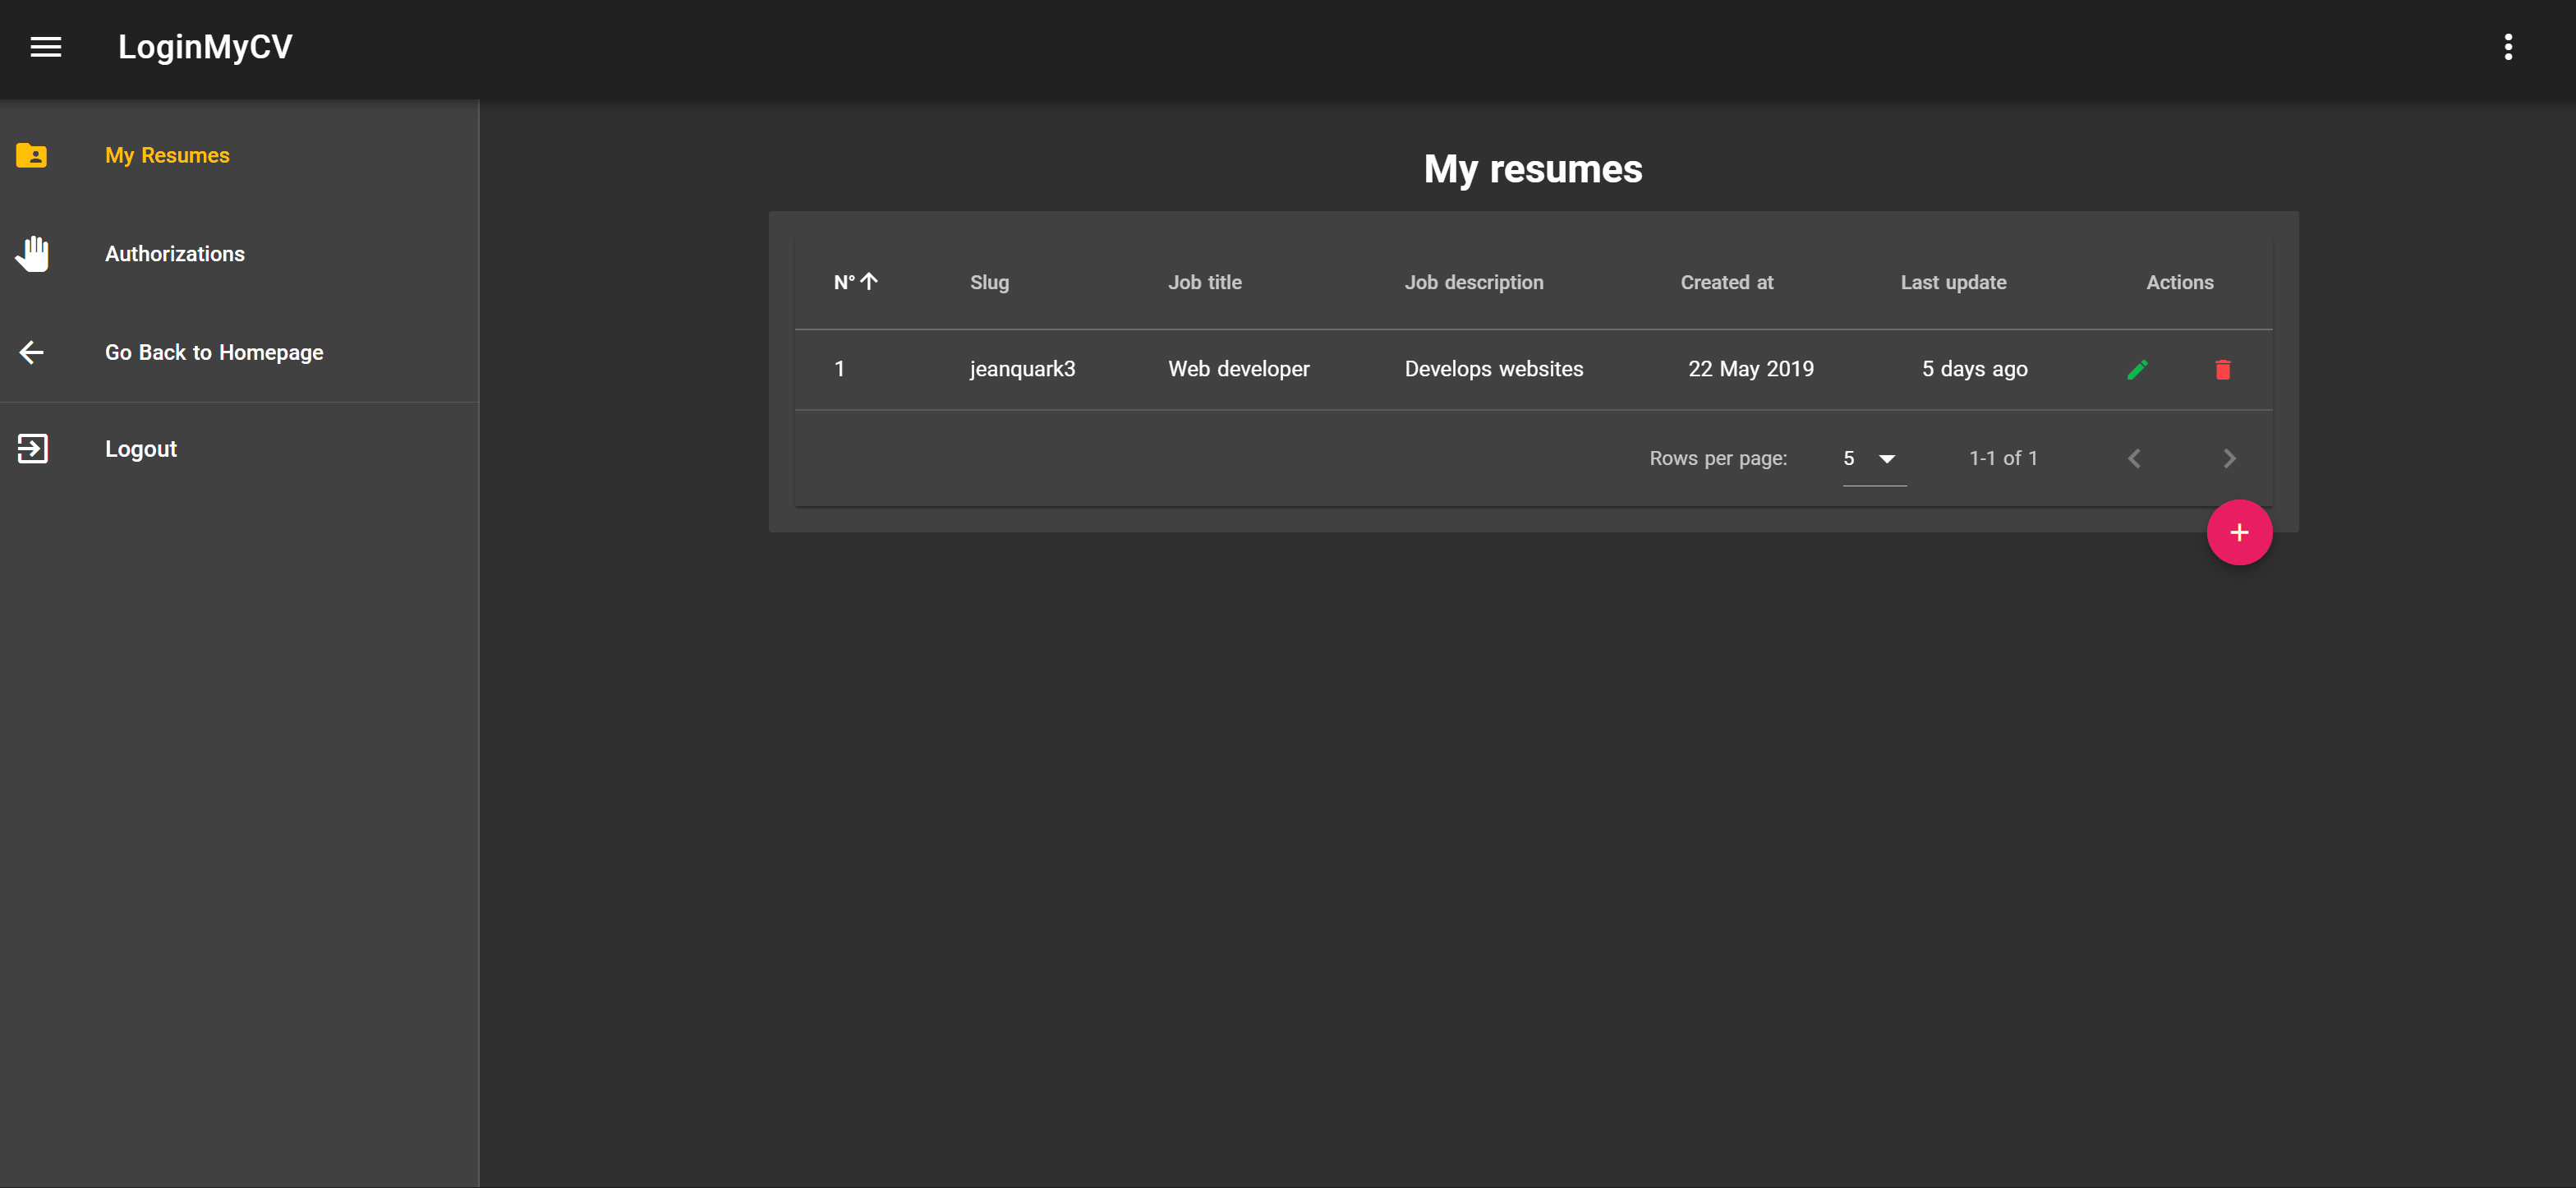 LoginMyCV
My Resumes
Authorizations
Go Back to Homepage
Logout
My resumes
N° Slug Job title Job description Created at Last update Actions
1 jeanquark3 Web developer Develops websites 22 May 2019 5 days ago
Rows per page: 5 1-1 of 1